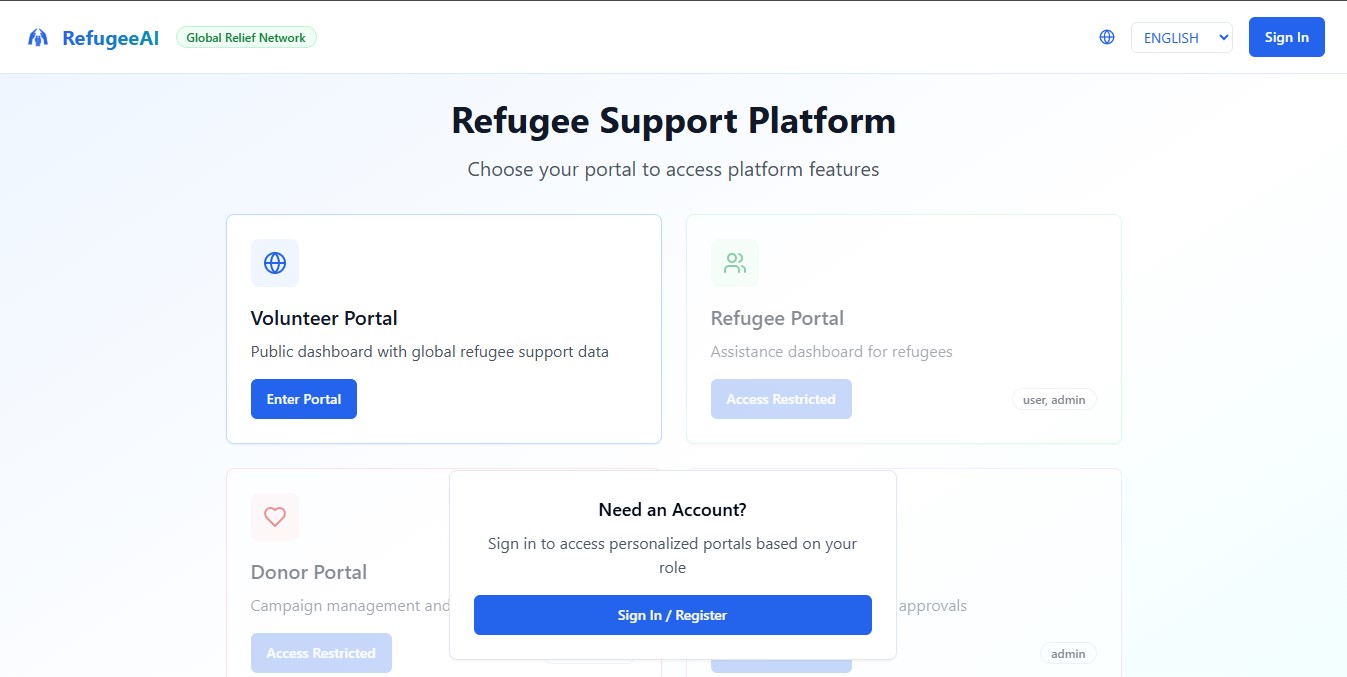 RefugeeAI
Global Relief Network
ENGLISH
Sign In
Refugee Support Platform
Choose your portal to access platform features
Volunteer Portal
Public dashboard with global refugee support data
Enter Portal
Refugee Portal
Assistance dashboard for refugees
Access Restricted
user, admin
Donor Portal
Campaign management and
Access Restricted
approvals
admin
Need an Account?
Sign in to access personalized portals based on your
role
Sign In / Register